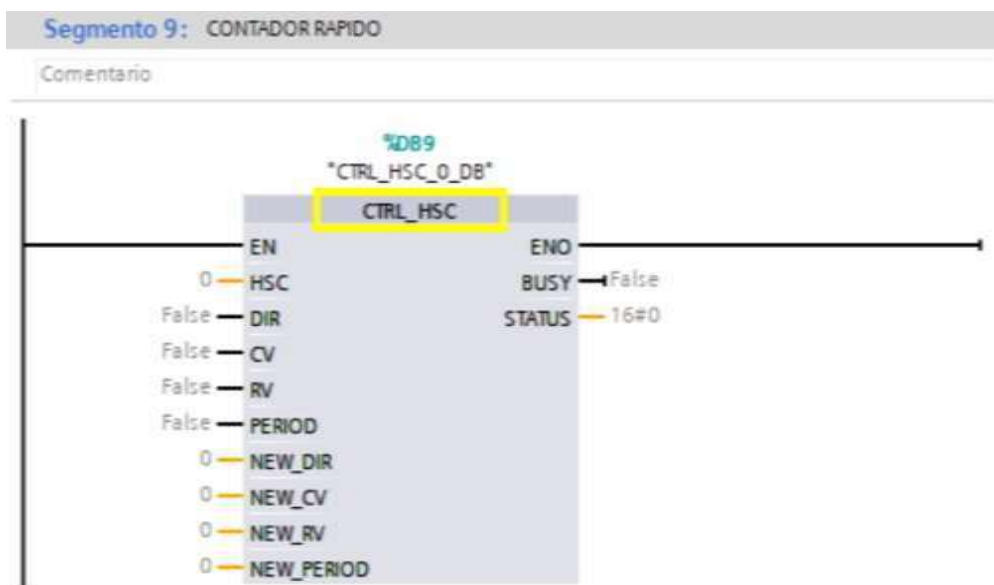 Segmento 9: CONTADOR RAPIDO
Comentario
%DB9
"CTRL_HSC_0_DB"
CTRL_HSC
EN ENO
0 HSC BUSY False
False DIR STATUS 16#0
False CV
False RV
False PERIOD
0 NEW_DIR
0 NEW_CV
0 NEW_RV
0 NEW_PERIOD